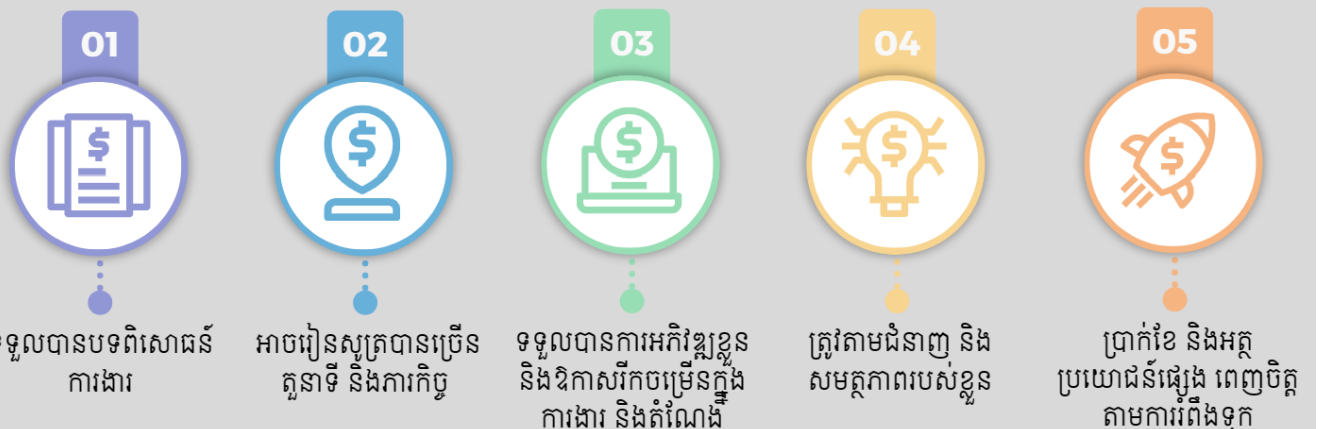 01
02
03
04
05
ទទួលបានបទពិសោធន៍
ការងារ
អាចរៀនសូត្របានច្រើន
តួនាទី និងភារកិច្ច
ទទួលបានការអភិវឌ្ឍខ្លួន
និងឱកាសរីកចម្រើនក្នុង
ការងារ និងតំណែង
ត្រូវតាមជំនាញ និង
សមត្ថភាពរបស់ខ្លួន
ប្រាក់ខែ និងអត្ថ
ប្រយោជន៍ផ្សេង ពេញចិត្ត
តាមការរំពឹងទុក